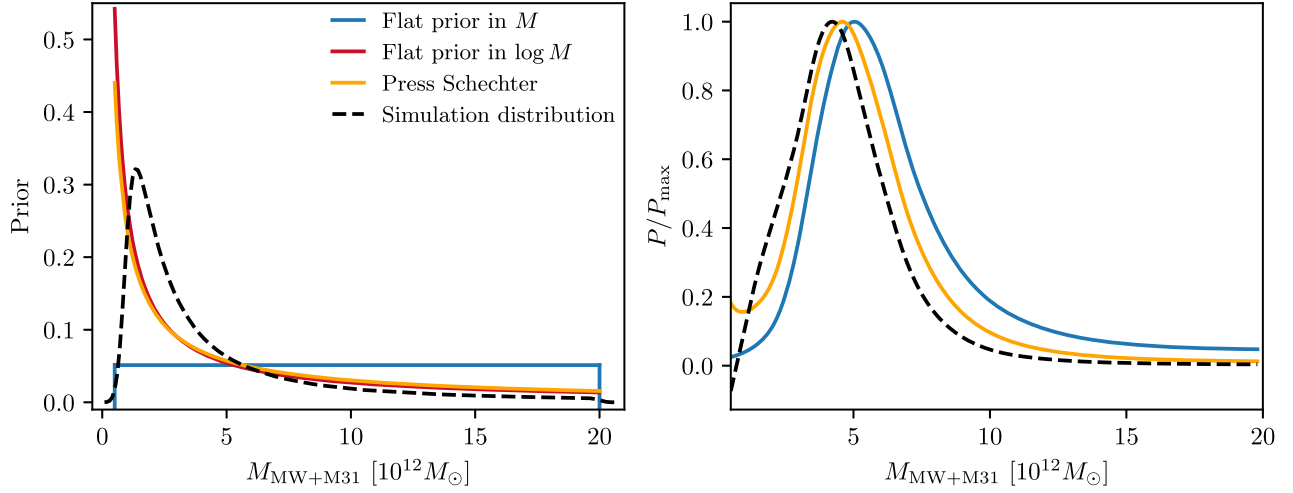 Flat prior in M
Flat prior in log M
Press Schechter
Simulation distribution
Prior
0.5
0.4
0.3
0.2
0.1
0.0
0 5 10 15 20
M_MW+M31 [10^12 M_⊙]
P/P_max
1.0
0.8
0.6
0.4
0.2
0.0
5 10 15 20
M_MW+M31 [10^12 M_⊙]